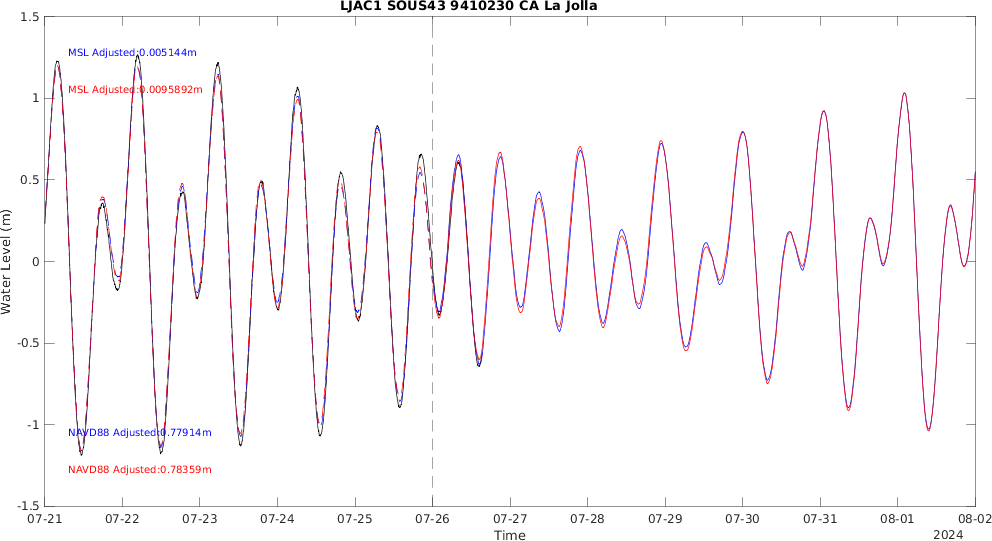 LJAC1 SOUS43 9410230 CA La Jolla
1.5
MSL Adjusted:0.005144m
1
MSL Adjusted:0.0095892m
0.5
0
Water Level (m)
-0.5
-1
NAVD88 Adjusted:0.77914m
NAVD88 Adjusted:0.78359m
-1.5
07-21 07-22 07-23 07-24 07-25 07-26 07-27 07-28 07-29 07-30 07-31 08-01 08-02
Time
2024